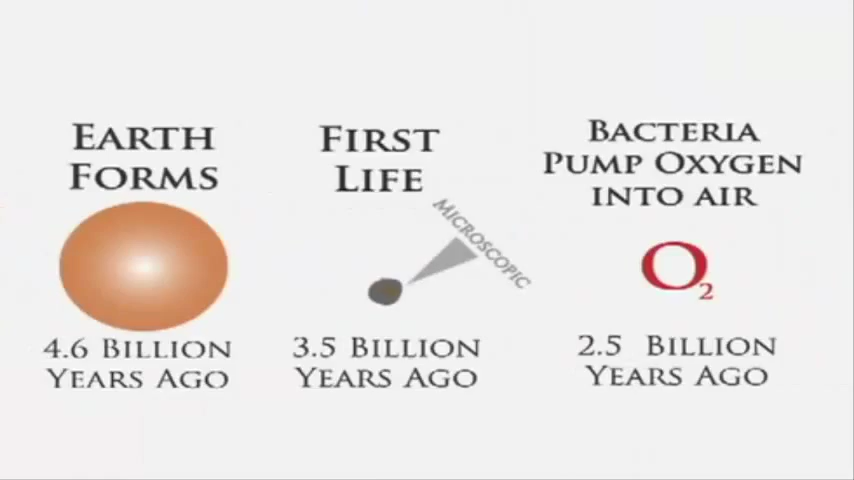 EARTH
FORMS
4.6 BILLION
YEARS AGO
FIRST
LIFE
MICROSCOPIC
3.5 BILLION
YEARS AGO
BACTERIA
PUMP OXYGEN
INTO AIR
O2
2.5 BILLION
YEARS AGO